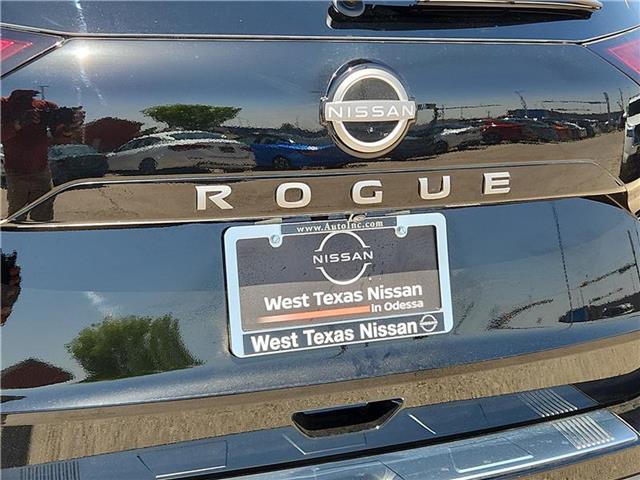 NISSAN
ROGUE
www.AutoInc.com
NISSAN
West Texas Nissan
in Odessa
West Texas Nissan